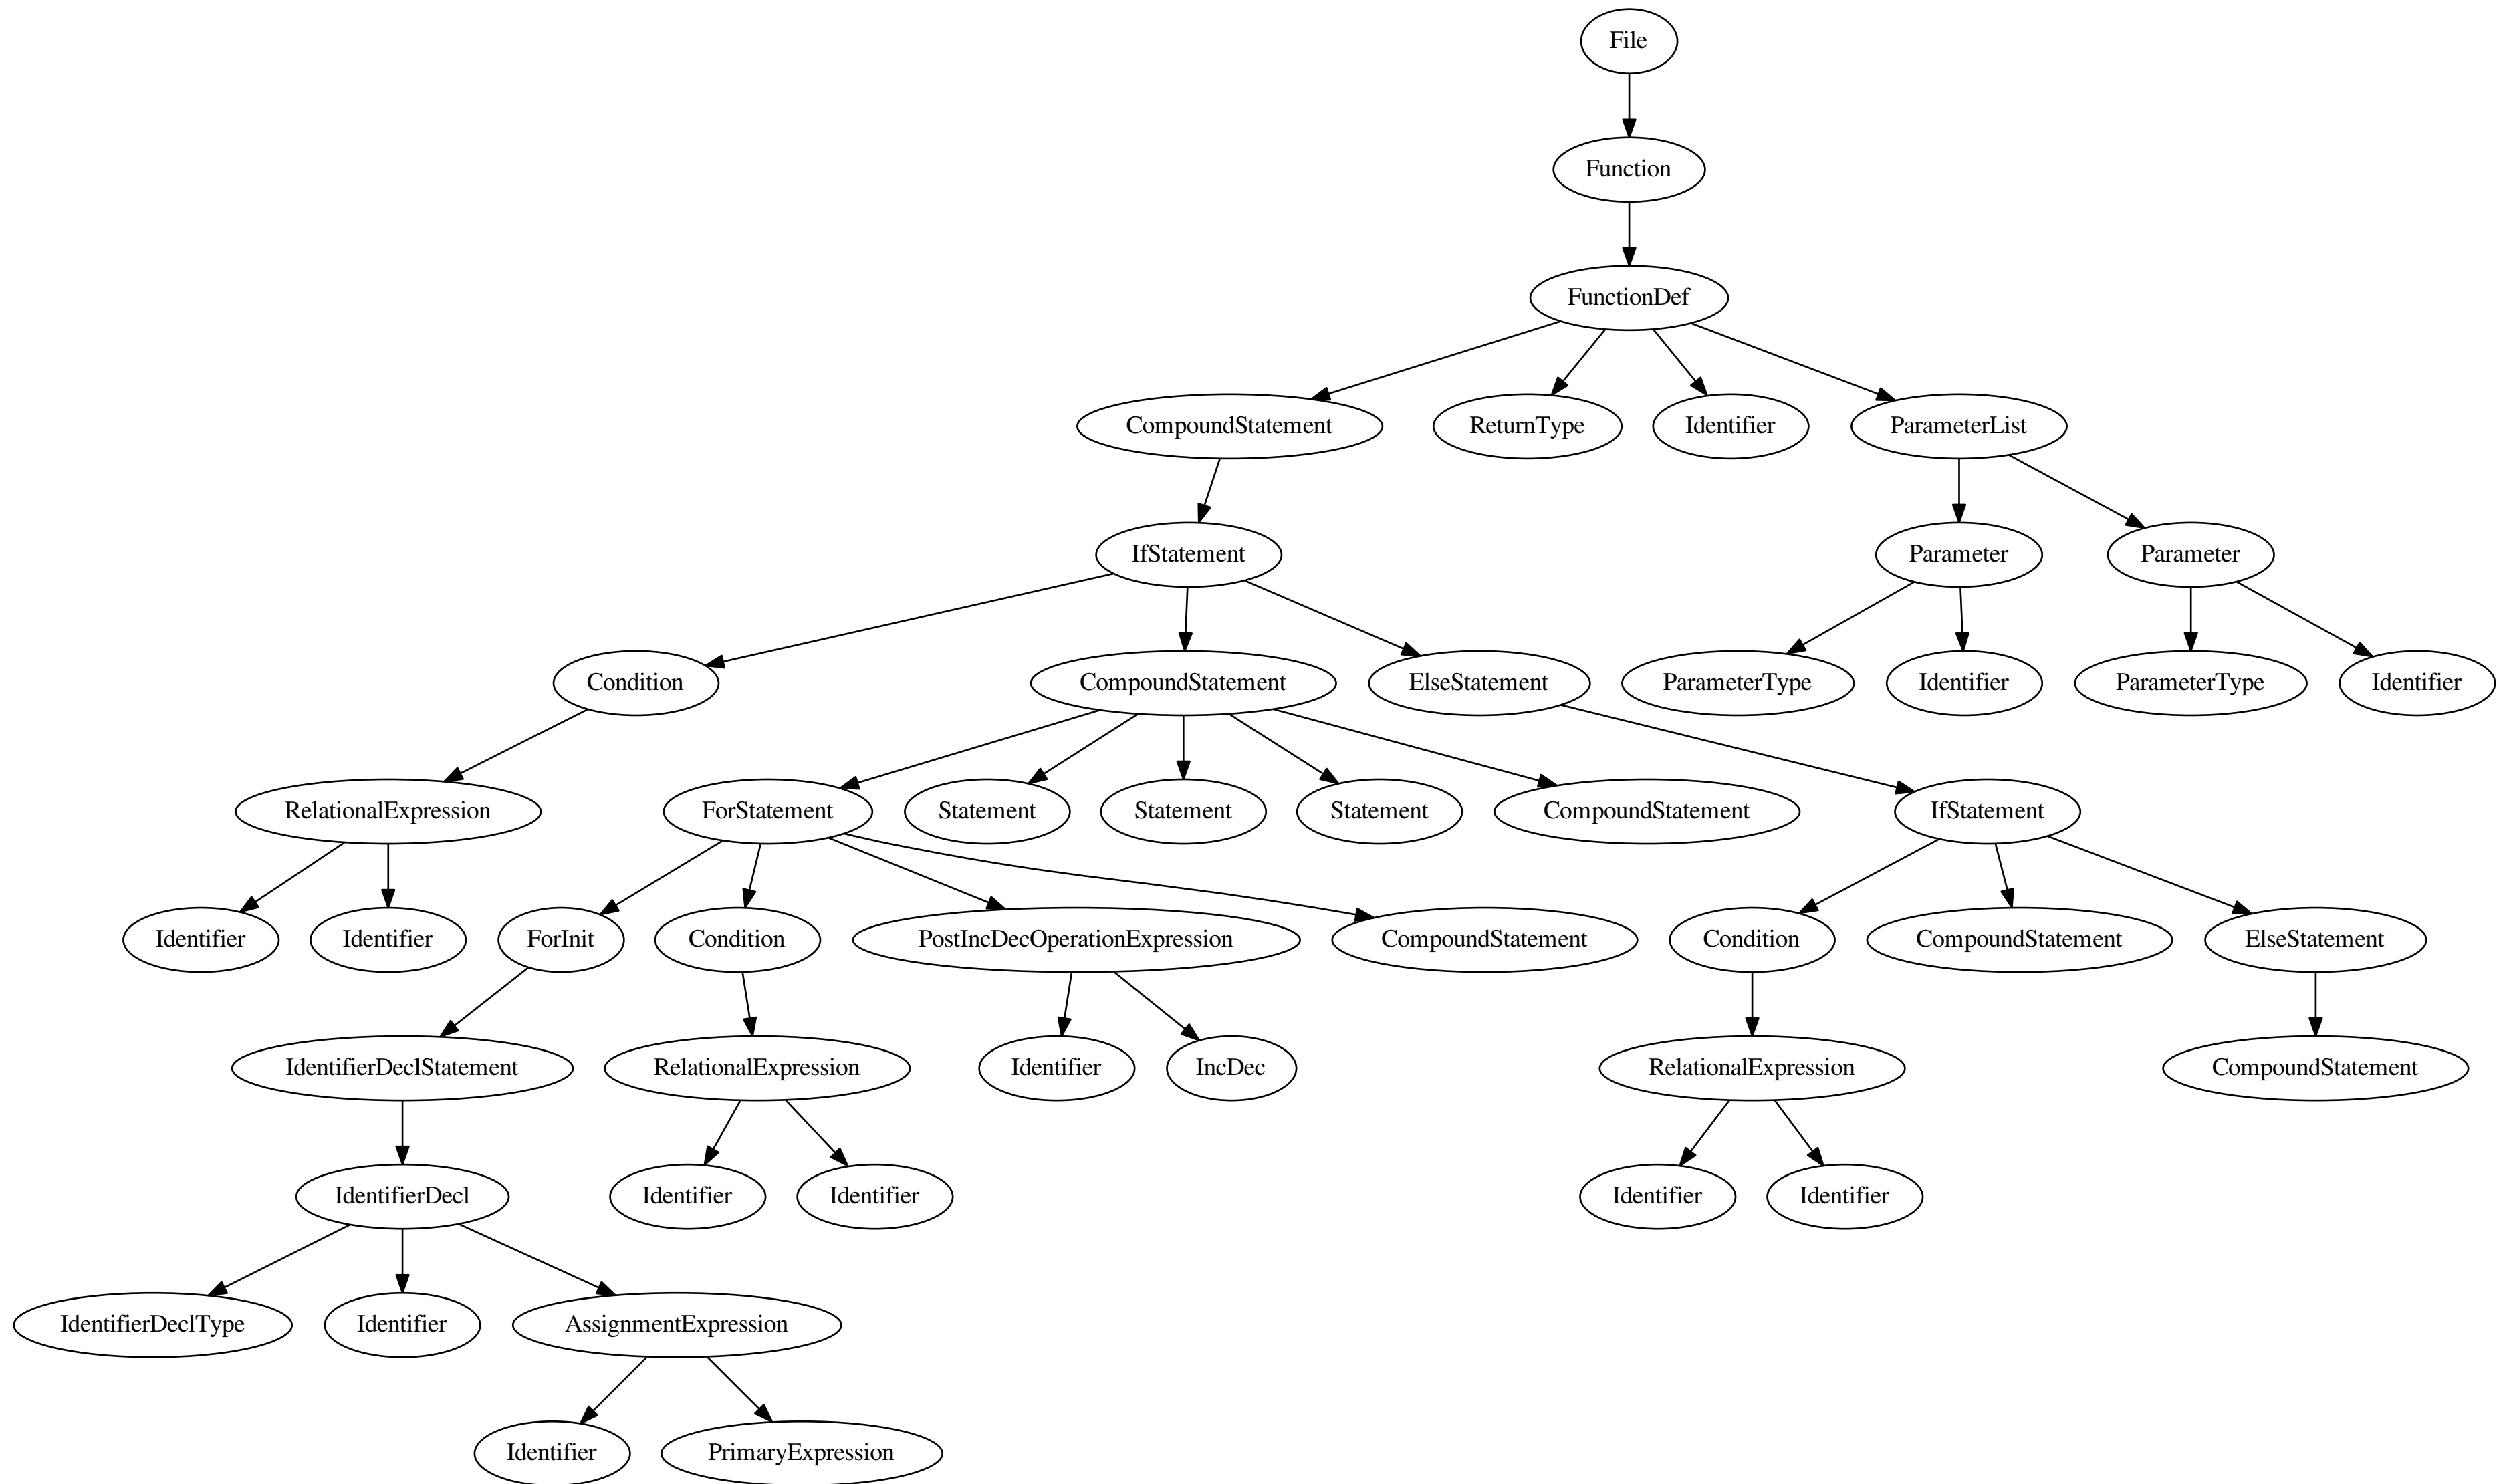 File
Function
FunctionDef
CompoundStatement
ReturnType
Identifier
ParameterList
IfStatement
Parameter
Parameter
Condition
CompoundStatement
ElseStatement
ParameterType
Identifier
ParameterType
Identifier
RelationalExpression
ForStatement
Statement
Statement
Statement
CompoundStatement
IfStatement
Identifier
Identifier
ForInit
Condition
PostIncDecOperationExpression
CompoundStatement
Condition
CompoundStatement
ElseStatement
IdentifierDeclStatement
RelationalExpression
Identifier
IncDec
RelationalExpression
CompoundStatement
IdentifierDecl
Identifier
Identifier
Identifier
Identifier
IdentifierDeclType
Identifier
AssignmentExpression
Identifier
PrimaryExpression